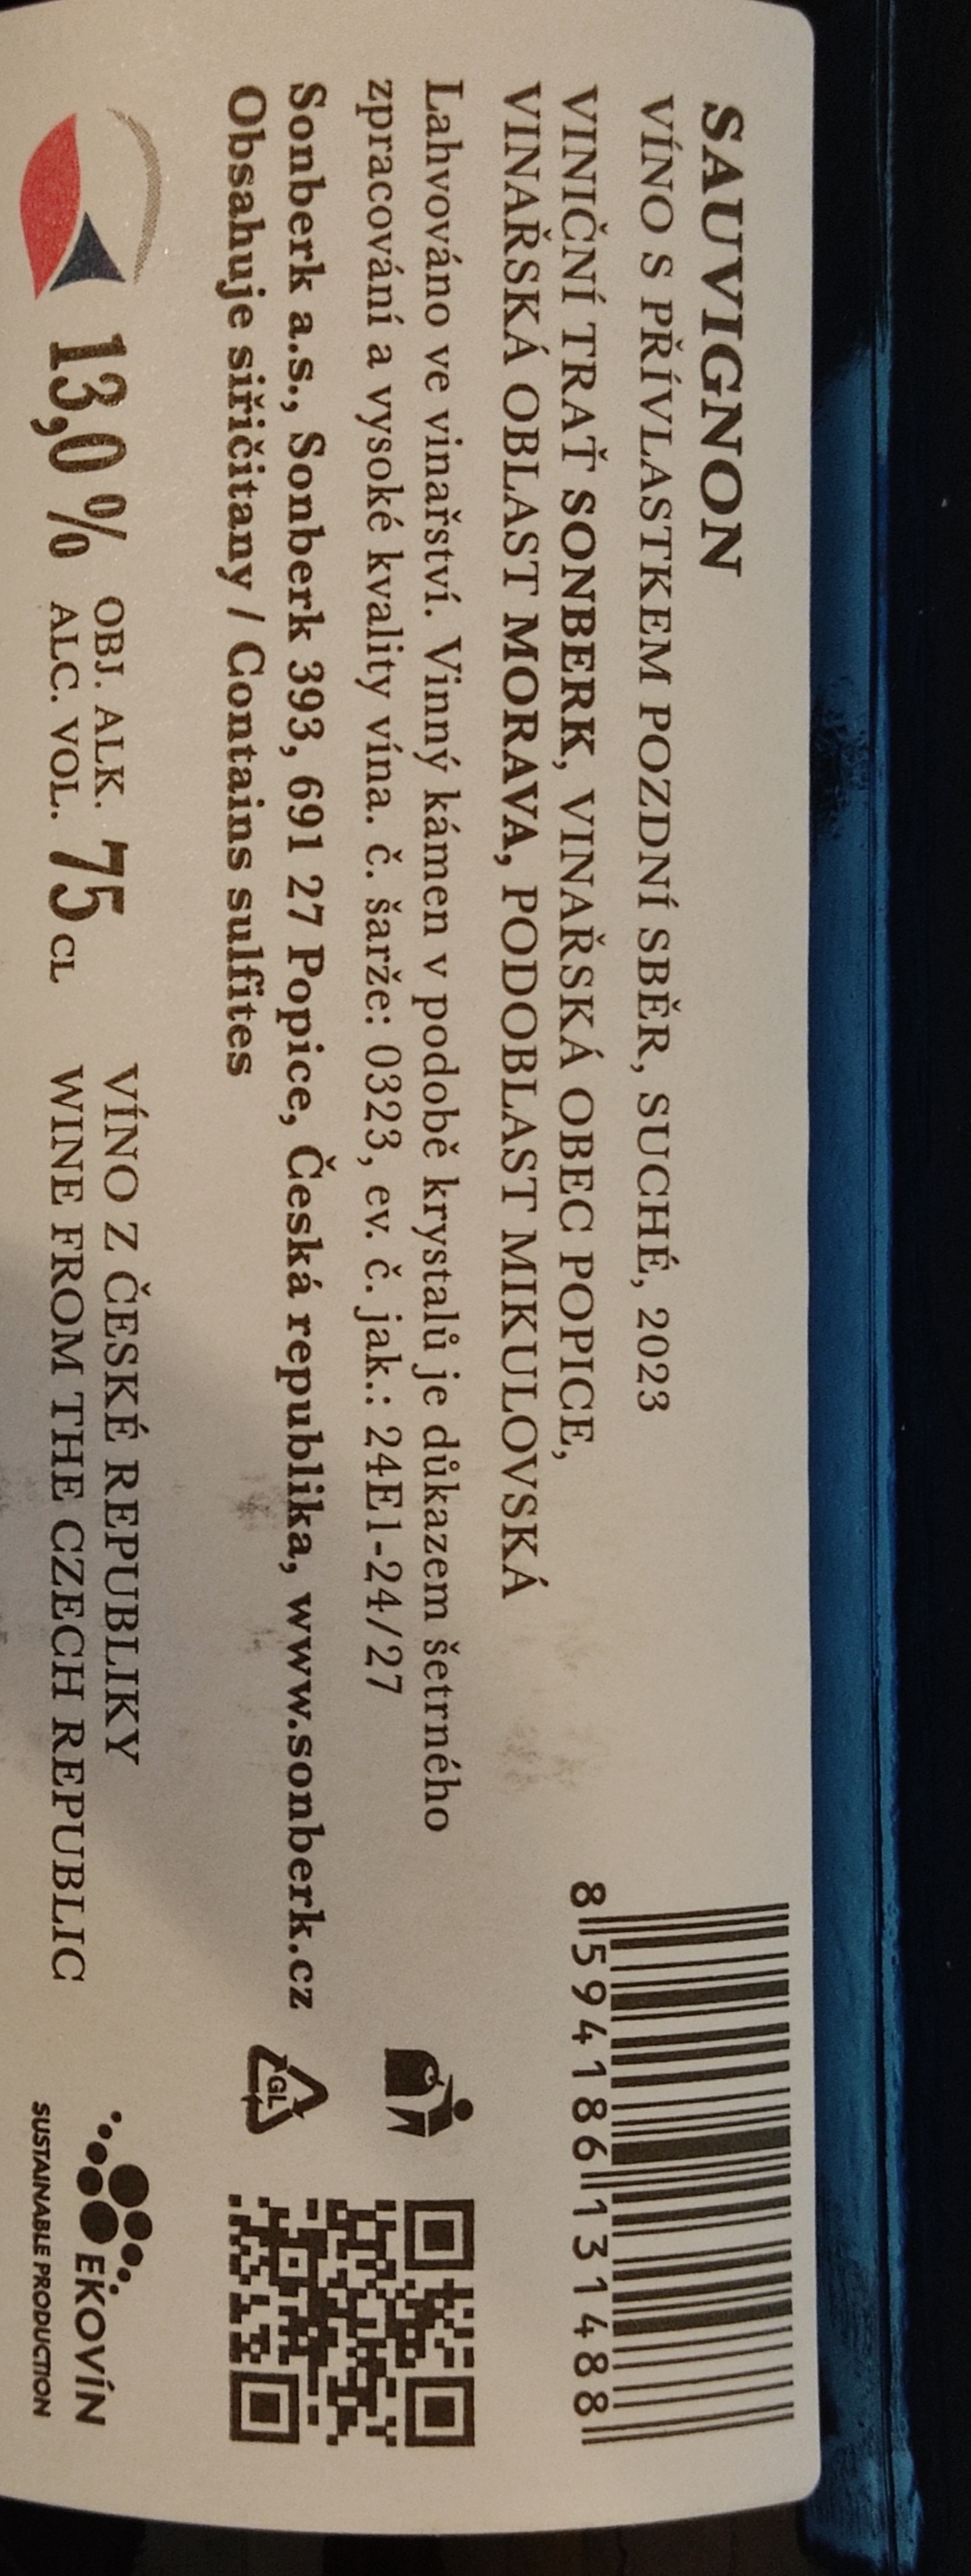 SAUVIGNON
VÍNO S PŘÍVLASTKEM POZDNÍ SBĚR, SUCHÉ, 2023
VINIČNÍ TRAŤ SONBERK, VINAŘSKÁ OBEC POPICE,
VINAŘSKÁ OBLAST MORAVA, PODOBLAST MIKULOVSKÁ
8 594186 131488
Lahvováno ve vinařství. Vinný kámen v podobě krystalů je důkazem šetrného
zpracování a vysoké kvality vína. č. šarže: 0323, ev. č. jak.: 24E1-24/27
Sonberk a.s., Sonberk 393, 691 27 Popice, Česká republika, www.sonberk.cz
Obsahuje siřičitany / Contains sulfites
GL
13,0 % OBJ. ALK.
ALC. VOL.
75 CL
VÍNO Z ČESKÉ REPUBLIKY
WINE FROM THE CZECH REPUBLIC
EKOVÍN
SUSTAINABLE PRODUCTION